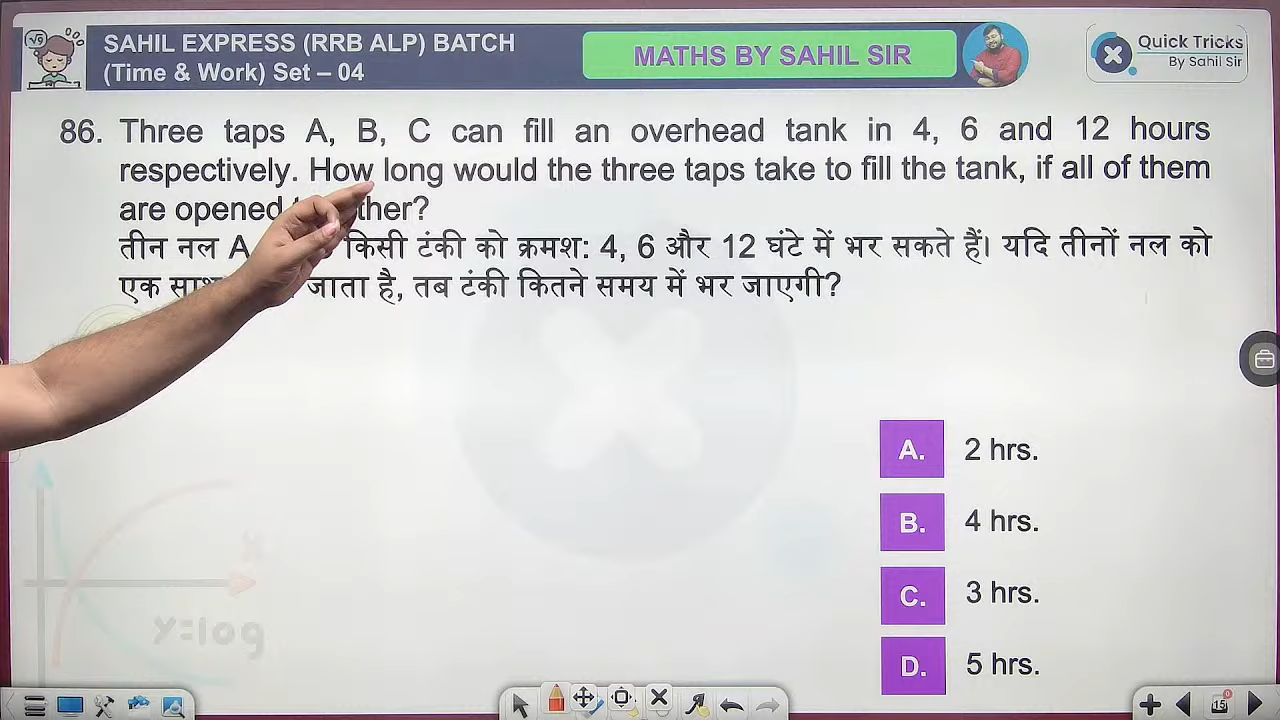 SAHIL EXPRESS (RRB ALP) BATCH
(Time & Work) Set – 04
MATHS BY SAHIL SIR
Quick Tricks
By Sahil Sir
86. Three taps A, B, C can fill an overhead tank in 4, 6 and 12 hours
respectively. How long would the three taps take to fill the tank, if all of them
are opened ther?
तीन नल A किसी टंकी को क्रमश: 4, 6 और 12 घंटे में भर सकते हैं। यदि तीनों नल को
एक जाता है, तब टंकी कितने समय में भर जाएगी?
A. 2 hrs.
B. 4 hrs.
C. 3 hrs.
D. 5 hrs.
y=log
15